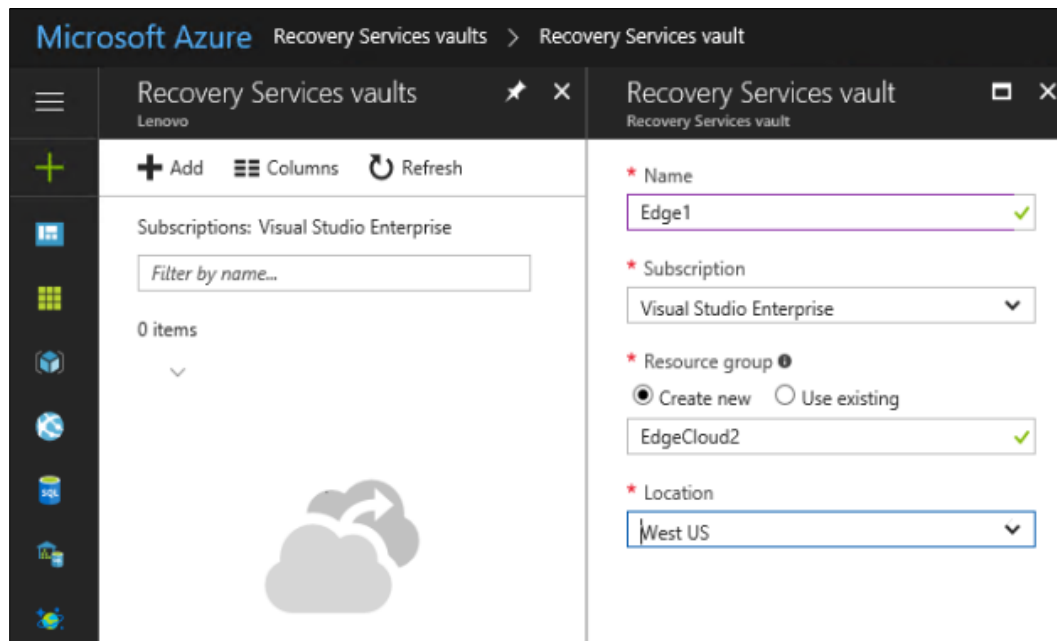 Microsoft Azure Recovery Services vaults > Recovery Services vault
Recovery Services vaults
Lenovo
Add Columns Refresh
Subscriptions: Visual Studio Enterprise
Filter by name...
0 items
Recovery Services vault
Recovery Services vault
* Name
Edge1
* Subscription
Visual Studio Enterprise
* Resource group
Create new Use existing
EdgeCloud2
* Location
West US
SQL